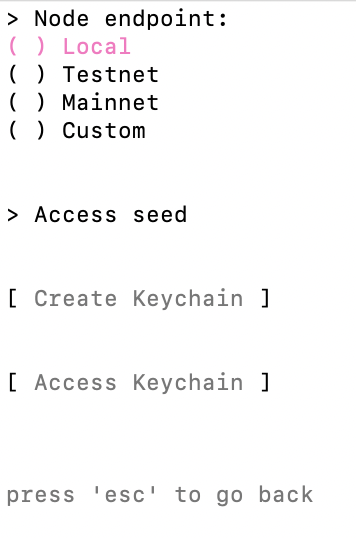 > Node endpoint:
( ) Local
( ) Testnet
( ) Mainnet
( ) Custom
> Access seed
[ Create Keychain ]
[ Access Keychain ]
press 'esc' to go back